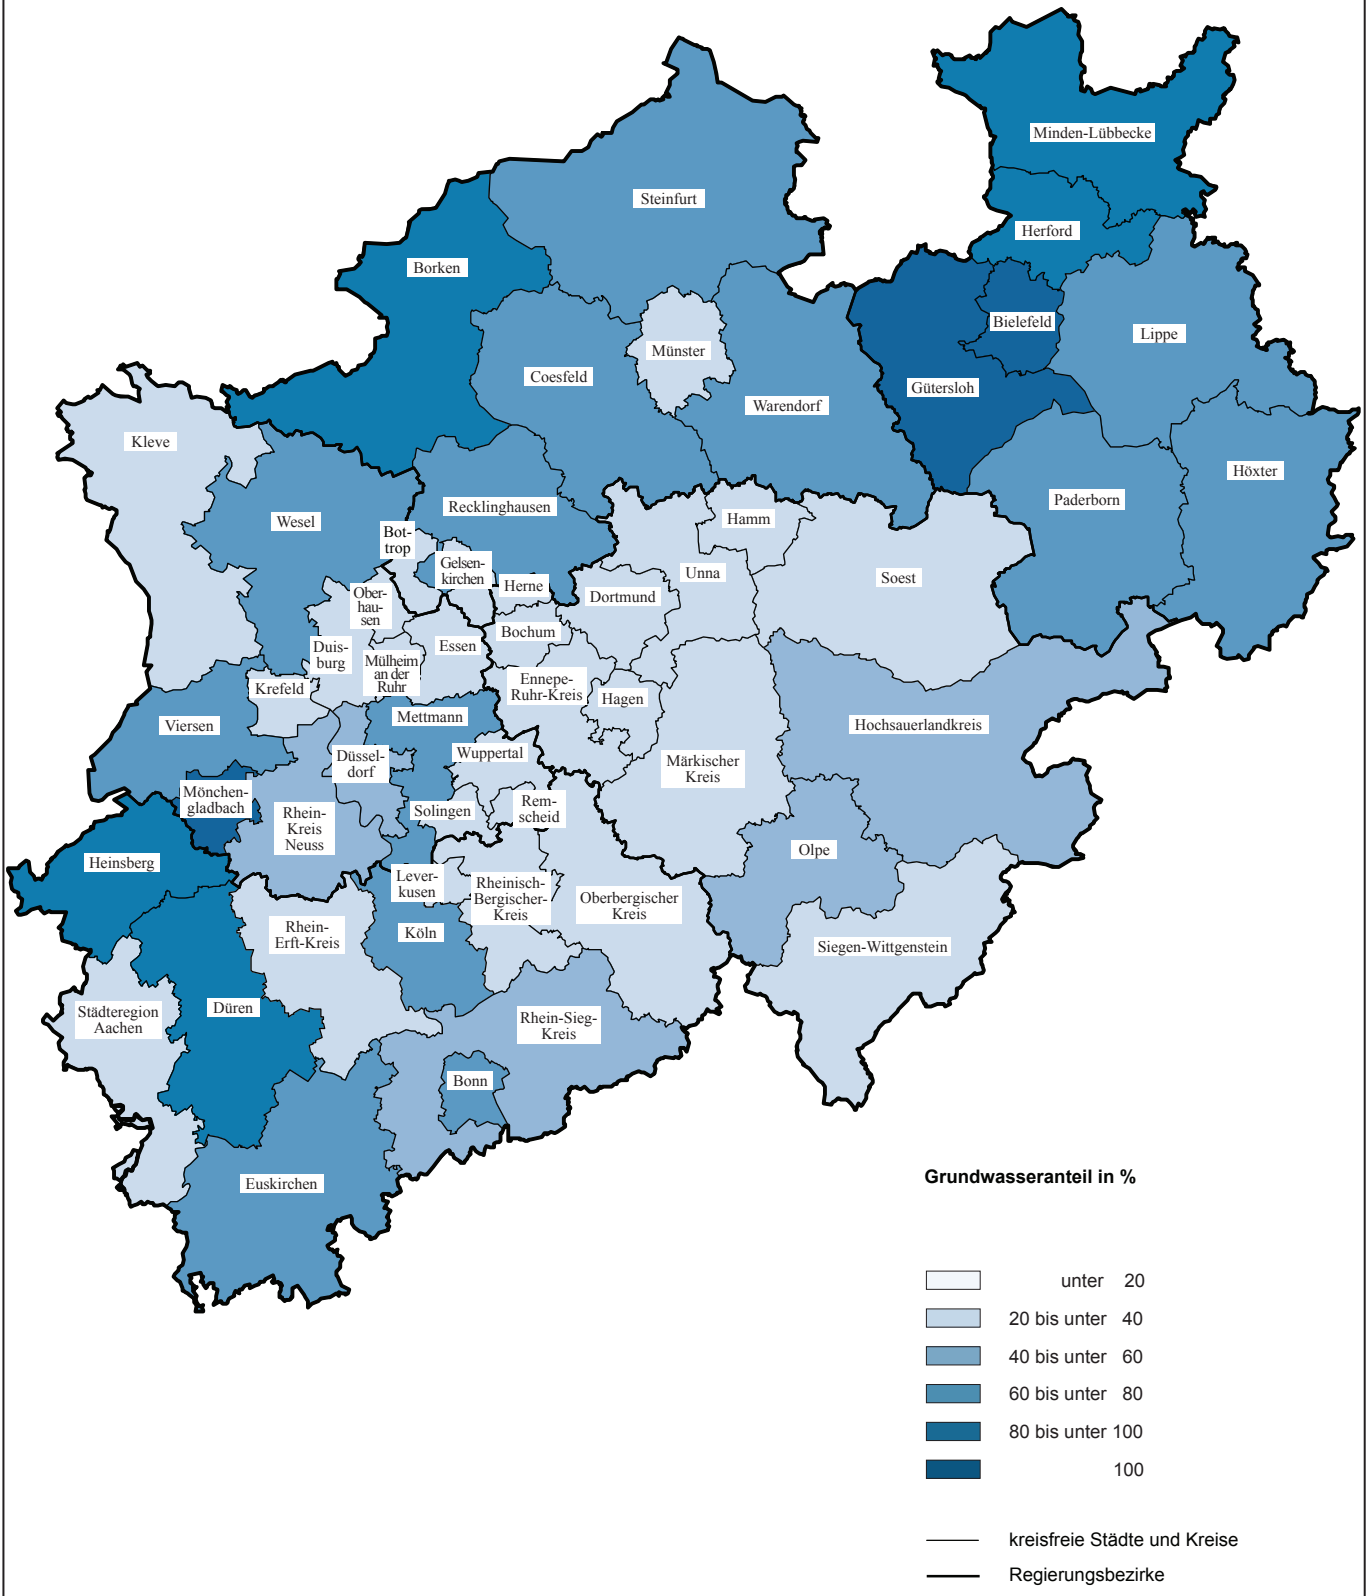 Minden-Lübbecke
Steinfurt
Herford
Borken
Bielefeld
Lippe
Münster
Coesfeld
Gütersloh
Warendorf
Kleve
Höxter
Paderborn
Recklinghausen
Wesel
Hamm
Bot-
trop
Gelsen-
kirchen
Herne
Unna
Soest
Dortmund
Ober-
hau-
sen
Bochum
Essen
Duis-
burg
Mülheim
an der
Ruhr
Ennepe-
Ruhr-Kreis
Krefeld
Hagen
Mettmann
Hochsauerlandkreis
Viersen
Wuppertal
Düssel-
dorf
Märkischer
Kreis
Mönchen-
gladbach
Rhein-
Kreis
Neuss
Solingen
Rem-
scheid
Olpe
Heinsberg
Lever-
kusen
Rheinisch-
Bergischer-
Kreis
Oberbergischer
Kreis
Rhein-
Erft-Kreis
Köln
Siegen-Wittgenstein
Städteregion
Aachen
Düren
Rhein-Sieg-
Kreis
Bonn
Euskirchen
Grundwasseranteil in %
unter 20
20 bis unter 40
40 bis unter 60
60 bis unter 80
80 bis unter 100
100
kreisfreie Städte und Kreise
Regierungsbezirke